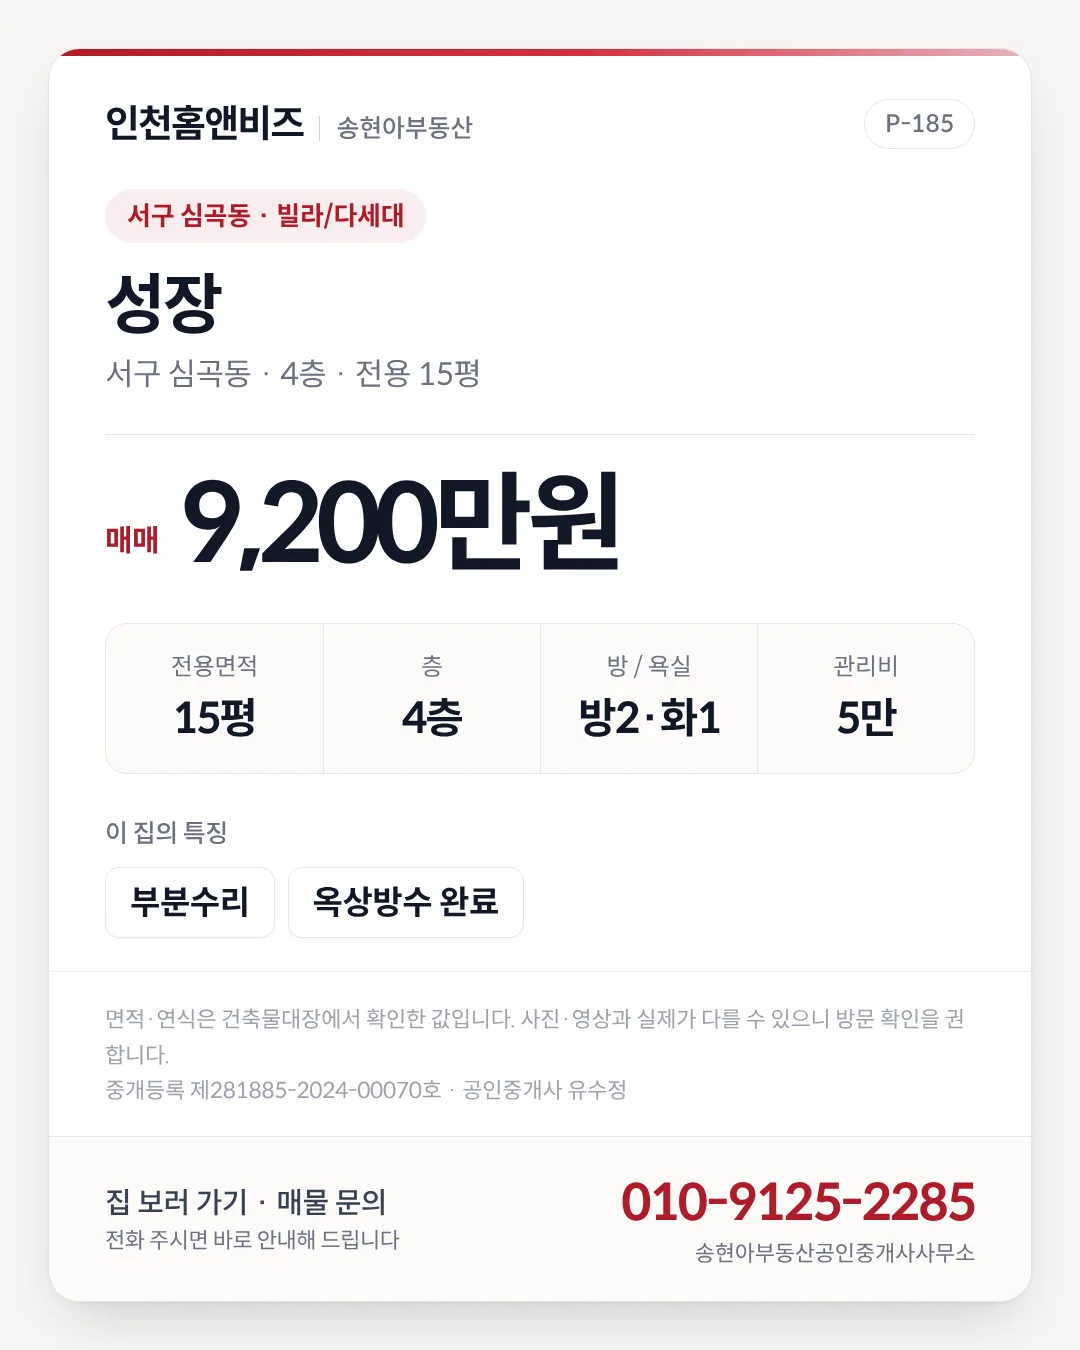 인천홈앤비즈 | 송현아부동산
P-185
서구 심곡동 · 빌라/다세대
성장
서구 심곡동 · 4층 · 전용 15평
매매 9,200만원
전용면적 층 방 / 욕실 관리비
15평 4층 방2·화1 5만
이 집의 특징
부분수리 옥상방수 완료
면적·연식은 건축물대장에서 확인한 값입니다. 사진·영상과 실제가 다를 수 있으니 방문 확인을 권
합니다.
중개등록 제281885-2024-00070호 · 공인중개사 유수정
집 보러 가기 · 매물 문의
전화 주시면 바로 안내해 드립니다
010-9125-2285
송현아부동산공인중개사사무소